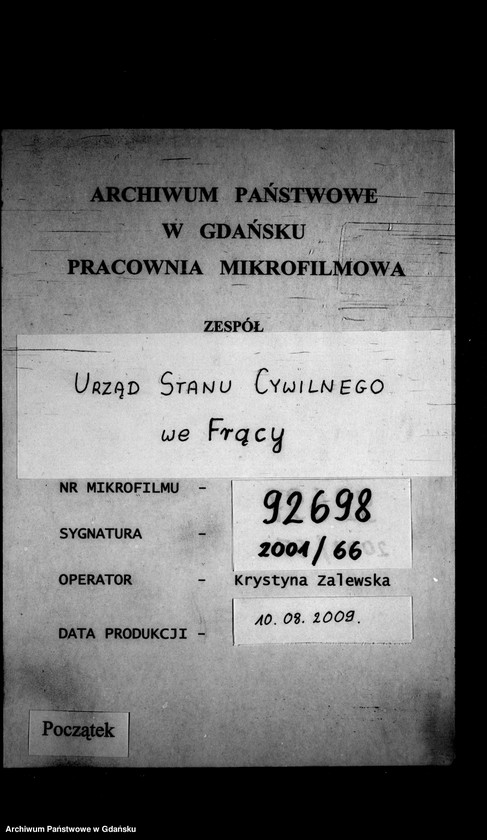 ARCHIWUM PAŃSTWOWE
W GDAŃSKU
PRACOWNIA MIKROFILMOWA
ZESPÓŁ
URZĄD STANU CYWILNEGO
we Frący
NR MIKROFILMU - 92698
SYGNATURA - 2001/66
OPERATOR - Krystyna Zalewska
DATA PRODUKCJI - 10.08.2009.
Początek
Archiwum Państwowe w Gdańsku